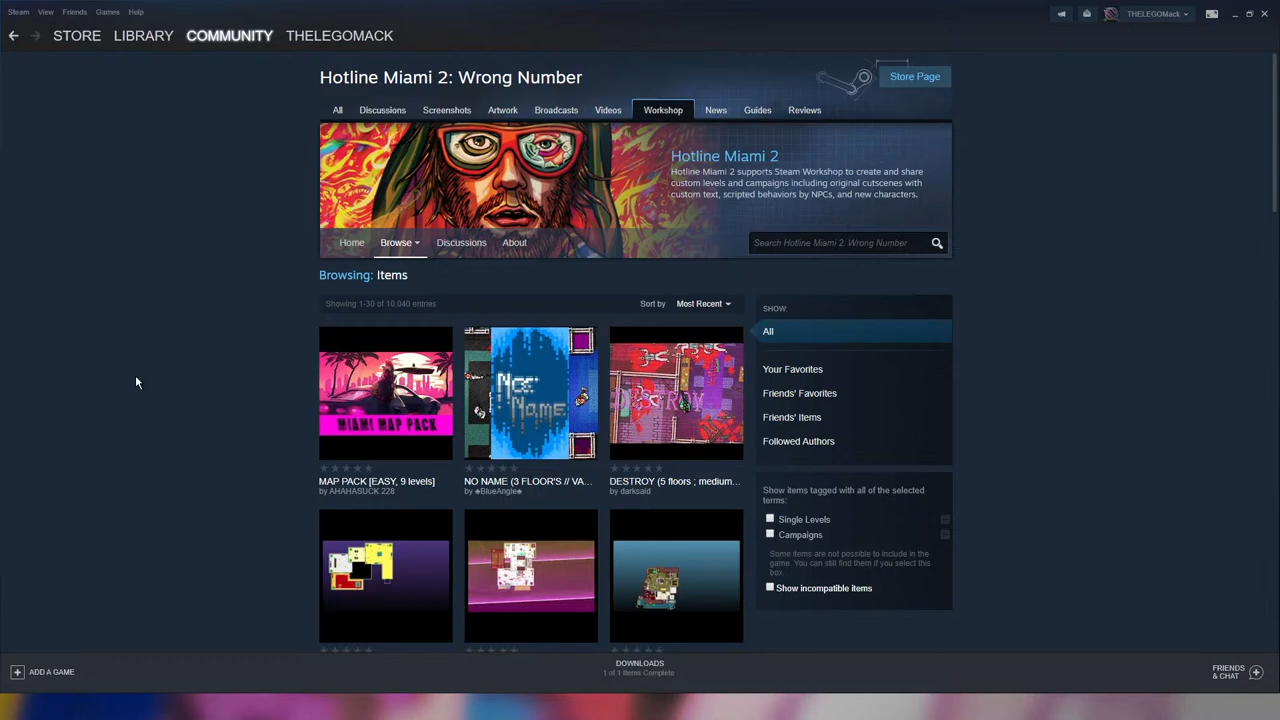 Steam View Friends Games Help
THELEGOMack
STORE LIBRARY COMMUNITY THELEGOMACK
Hotline Miami 2: Wrong Number
Store Page
All Discussions Screenshots Artwork Broadcasts Videos Workshop News Guides Reviews
Hotline Miami 2
Hotline Miami 2 supports Steam Workshop to create and share
custom levels and campaigns including original cutscenes with
custom text, scripted behaviors by NPCs, and new characters.
Home Browse Discussions About
Search Hotline Miami 2: Wrong Number
Browsing: Items
Showing 1-30 of 10,040 entries
Sort by Most Recent
MIAMI MAP PACK
NO NAME
DESTROY
MAP PACK [EASY, 9 levels]
by AHAHASUCK 228
NO NAME (3 FLOOR'S // VA...
by ♣BlueAngle♣
DESTROY (5 floors ; medium...
by darksaid
SHOW:
All
Your Favorites
Friends' Favorites
Friends' Items
Followed Authors
Show items tagged with all of the selected
terms:
Single Levels
Campaigns
Some items are not possible to include in the
game. You can still find them if you select this
box.
Show incompatible items
ADD A GAME
DOWNLOADS
1 of 1 Items Complete
FRIENDS
& CHAT